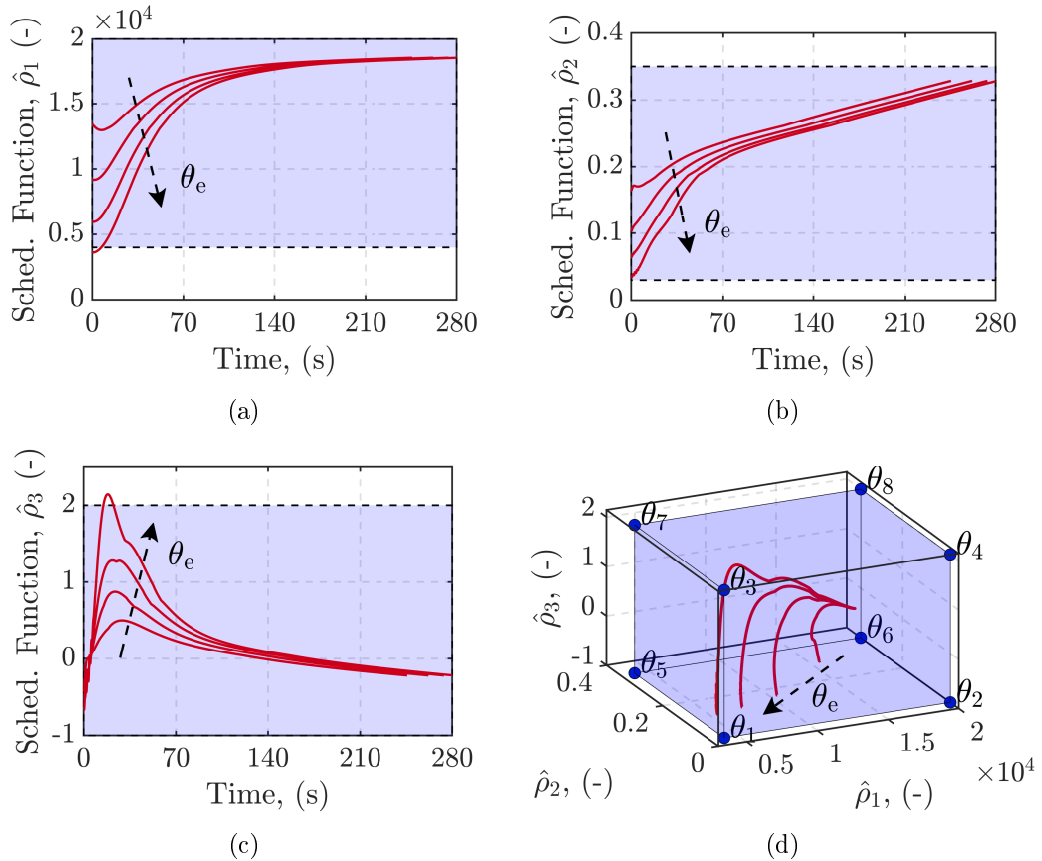 ×10⁴
Sched. Function, ρ̂₁ (-)
2
1.5
1
0.5
0
θₑ
0 70 140 210 280
Time, (s)
(a)
Sched. Function, ρ̂₂ (-)
0.4
0.3
0.2
0.1
0
θₑ
0 70 140 210 280
Time, (s)
(b)
Sched. Function, ρ̂₃ (-)
2
1
0
-1
θₑ
0 70 140 210 280
Time, (s)
(c)
ρ̂₃, (-)
2
1
0
-1
θ₈
θ₇
θ₄
θ₃
θ₆
θ₅
θ₂
θₑ
θ₁
0.4
0.2
0
0 0.5 1 1.5 2
×10⁴
ρ̂₂, (-)
ρ̂₁, (-)
(d)